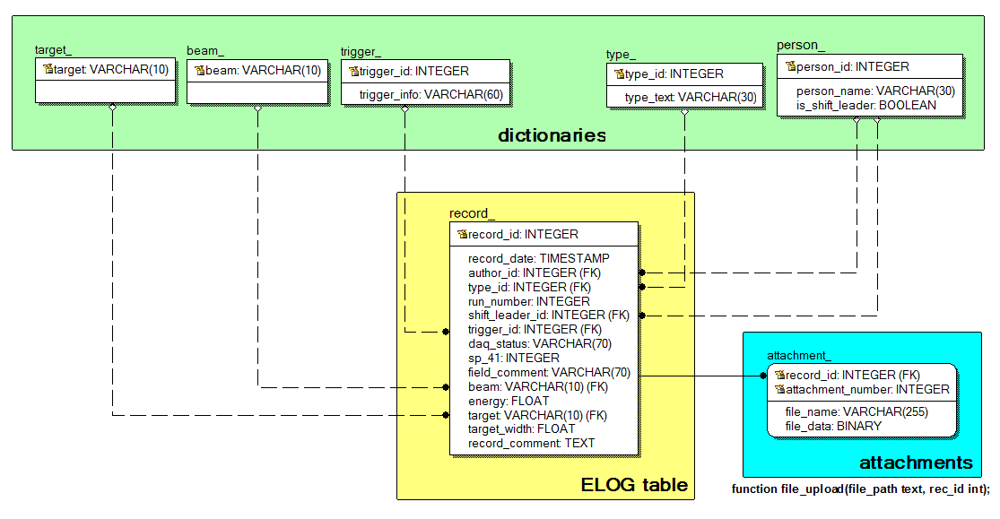 target_
target: VARCHAR(10)
beam_
beam: VARCHAR(10)
trigger_
trigger_id: INTEGER
trigger_info: VARCHAR(60)
type_
type_id: INTEGER
type_text: VARCHAR(30)
person_
person_id: INTEGER
person_name: VARCHAR(30)
is_shift_leader: BOOLEAN
dictionaries
record_
record_id: INTEGER
record_date: TIMESTAMP
author_id: INTEGER (FK)
type_id: INTEGER (FK)
run_number: INTEGER
shift_leader_id: INTEGER (FK)
trigger_id: INTEGER (FK)
daq_status: VARCHAR(70)
sp_41: INTEGER
field_comment: VARCHAR(70)
beam: VARCHAR(10) (FK)
energy: FLOAT
target: VARCHAR(10) (FK)
target_width: FLOAT
record_comment: TEXT
ELOG table
attachment_
record_id: INTEGER (FK)
attachment_number: INTEGER
file_name: VARCHAR(255)
file_data: BINARY
attachments
function file_upload(file_path text, rec_id int);